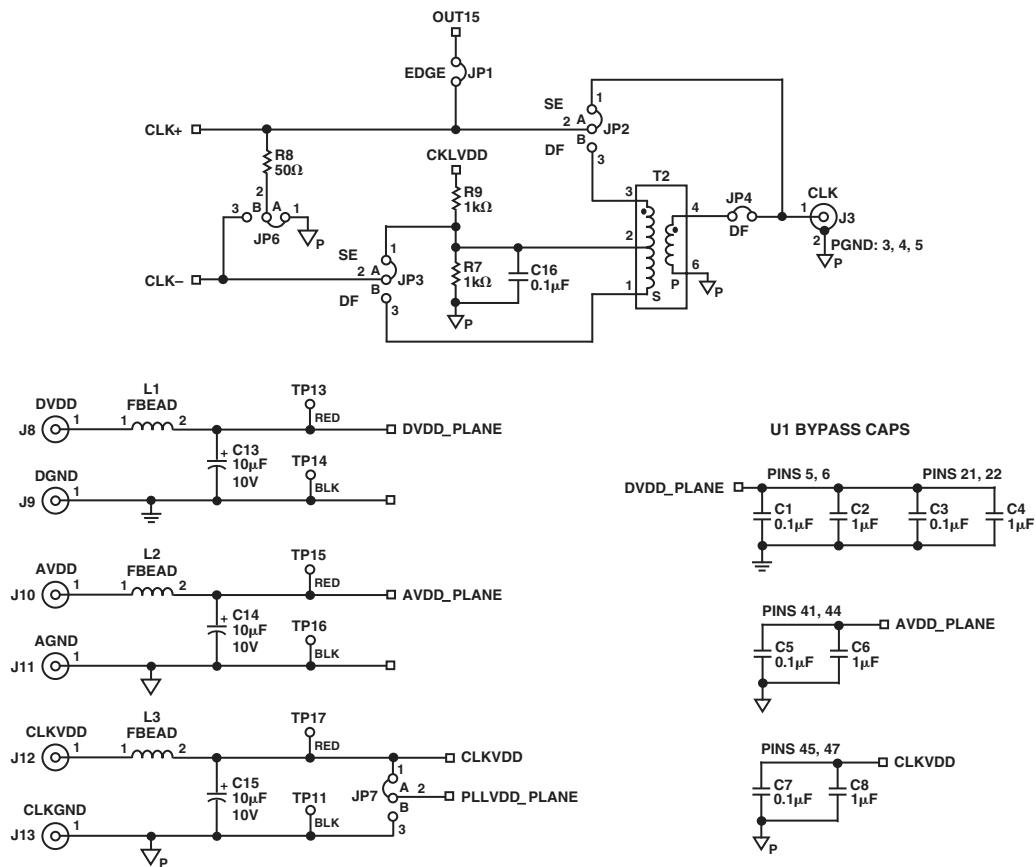 OUT15
EDGE JP1
SE 1
CLK+ 2 A JP2
B
DF 3
R8
50Ω
CKLVDD
T2
R9
1kΩ
3 4 JP4 CLK
1 J3
DF 2 PGND: 3, 4, 5
P
2
3 B A 1
JP6 P
SE 1
2
CLK– 2 A JP3
B
DF 3
R7
1kΩ
C16
0.1µF
P
1 S P 6
P
L1
DVDD FBEAD TP13
J8 1 1 2 RED DVDD_PLANE
+ C13
10µF
10V
DGND TP14
J9 1 BLK
L2
AVDD FBEAD TP15
J10 1 1 2 RED AVDD_PLANE
+ C14
10µF
10V
AGND TP16
J11 1 BLK
L3
CLKVDD FBEAD TP17
J12 1 1 2 RED CLKVDD
1
JP7 A 2 PLLVDD_PLANE
B
3
+ C15
10µF
10V
CLKGND TP11
J13 1 BLK
P
U1 BYPASS CAPS
PINS 5, 6 PINS 21, 22
DVDD_PLANE
C1 C2 C3 C4
0.1µF 1µF 0.1µF 1µF
PINS 41, 44
AVDD_PLANE
C5 C6
0.1µF 1µF
PINS 45, 47
CLKVDD
C7 C8
0.1µF 1µF
P